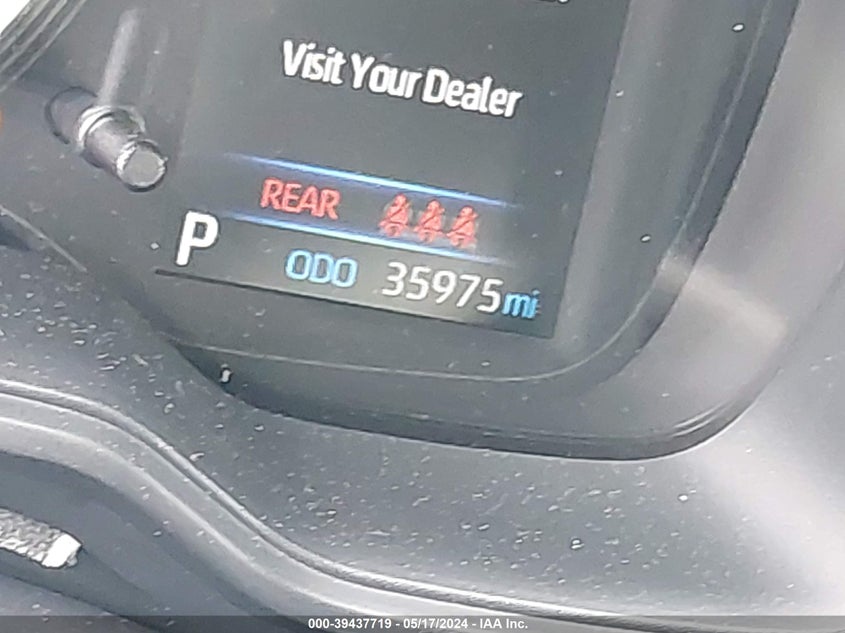 Visit Your Dealer
REAR
P ODO 35975 mi
000-39437719 - 05/17/2024 - IAA Inc.